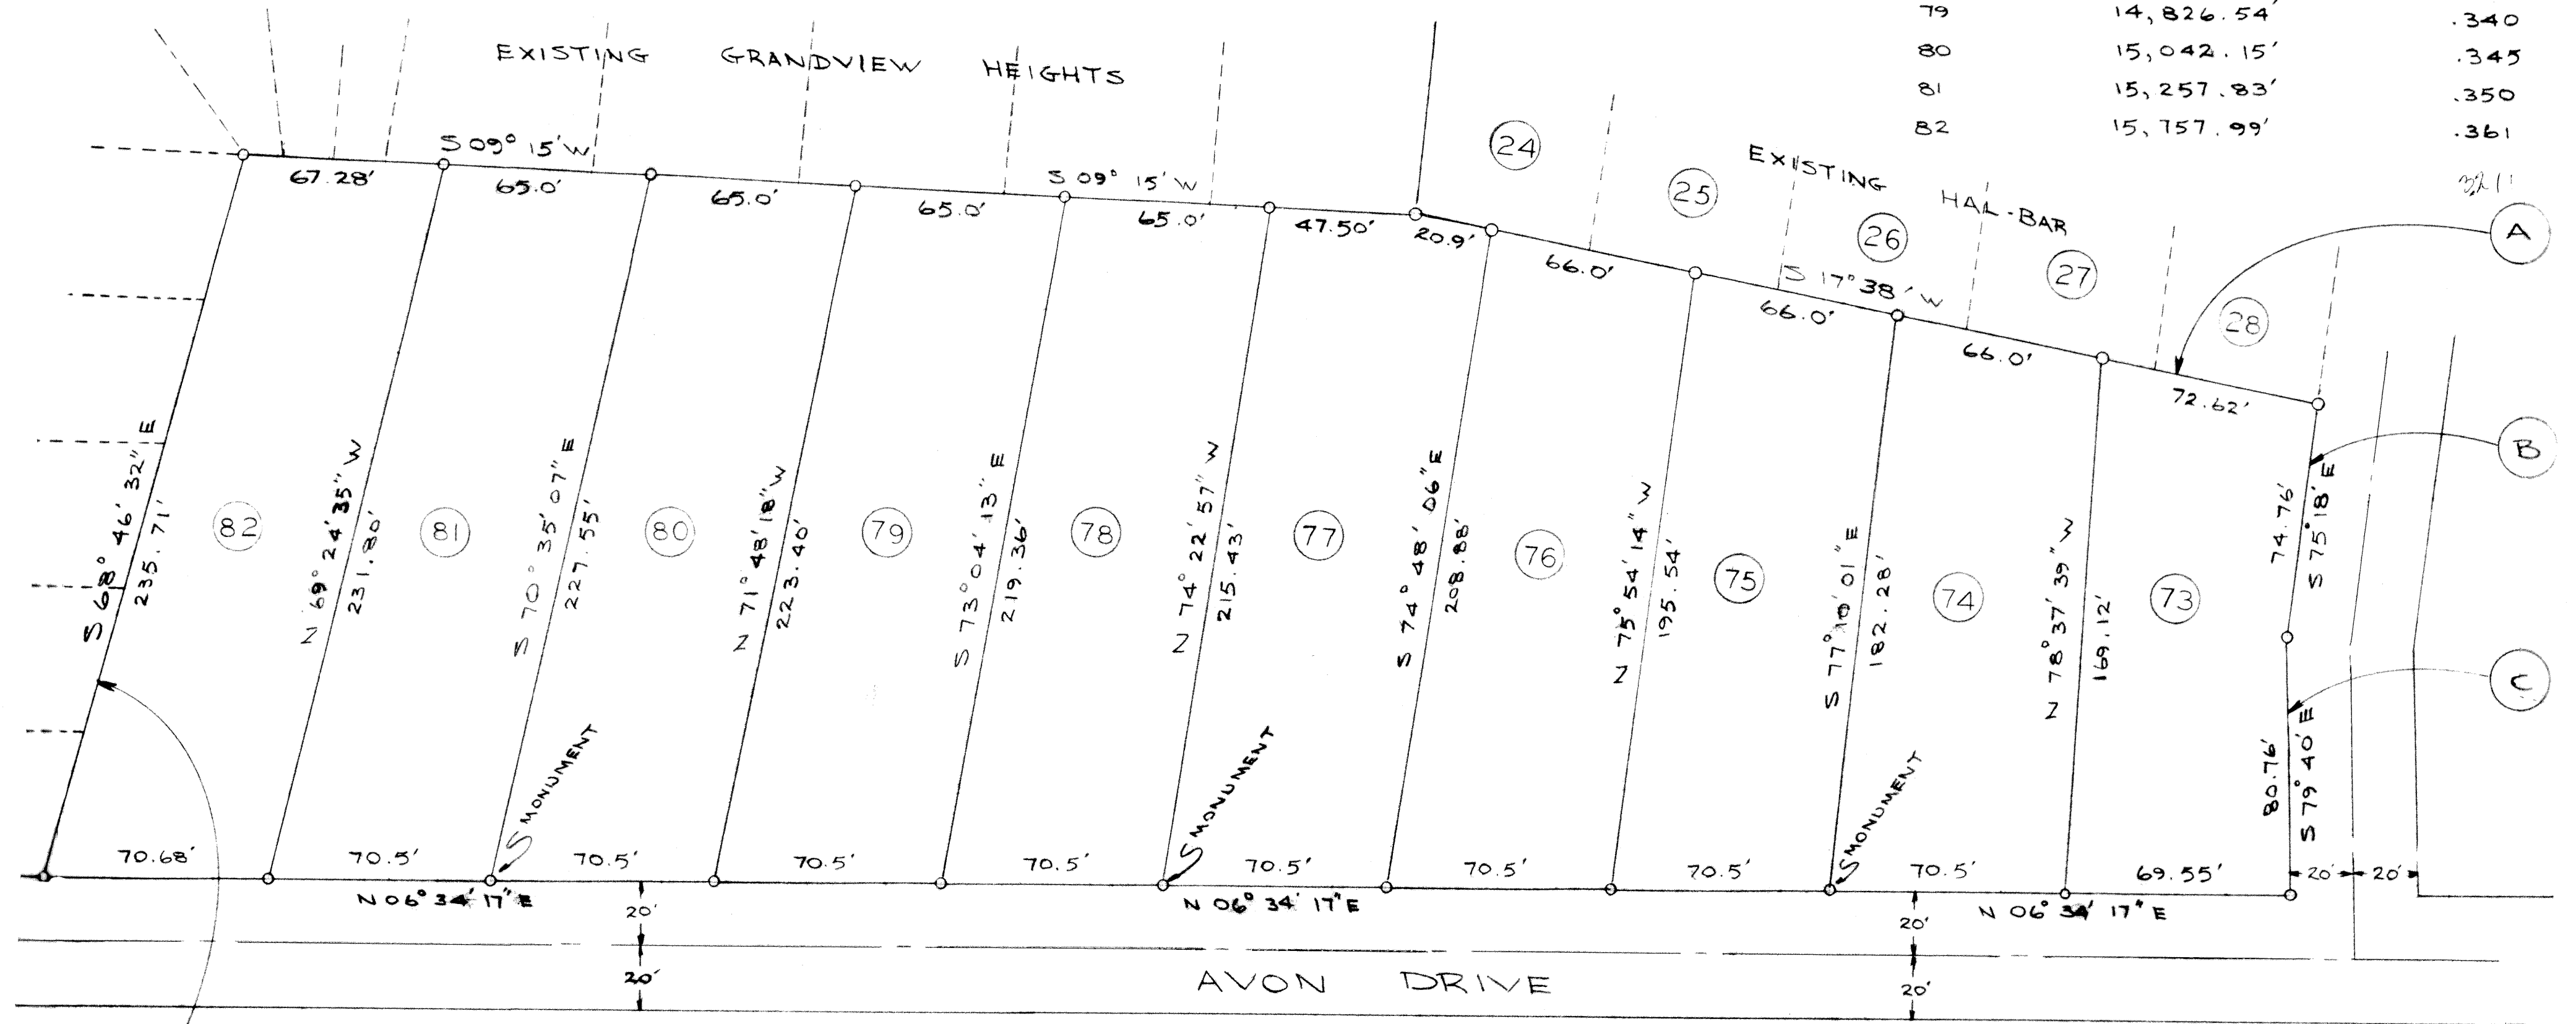 79 14,826.54' .340
80 15,042.15' .345
81 15,257.83' .350
82 15,757.99' .361
EXISTING GRANDVIEW HEIGHTS
EXISTING HAL-BAR
24
25
26
27
28
A
B
C
S 09° 15' W
S 09° 15' W
S 17° 38' W
67.28'
65.0'
65.0'
65.0'
65.0'
47.50'
20.9'
66.0'
66.0'
66.0'
72.62'
S 68° 46' 32" E
235.71'
82
N 69° 24' 35" W
231.80'
81
S 70° 35' 07" E
227.55'
80
N 71° 48' 18" W
223.40'
79
S 73° 04' 13" E
219.36'
78
N 74° 22' 57" W
215.43'
77
S 74° 48' 06" E
208.88'
76
N 75° 54' 14" W
195.54'
75
S 77° 10' 01" E
182.28'
74
N 78° 37' 39" W
169.12'
73
74.76'
S 75° 18' E
80.76'
S 79° 40' E
MONUMENT
MONUMENT
MONUMENT
70.68'
70.5'
70.5'
70.5'
70.5'
70.5'
70.5'
70.5'
70.5'
69.55'
20'
20'
N 06° 34' 17" E
N 06° 34' 17" E
N 06° 34' 17" E
20'
20'
20'
20'
AVON DRIVE